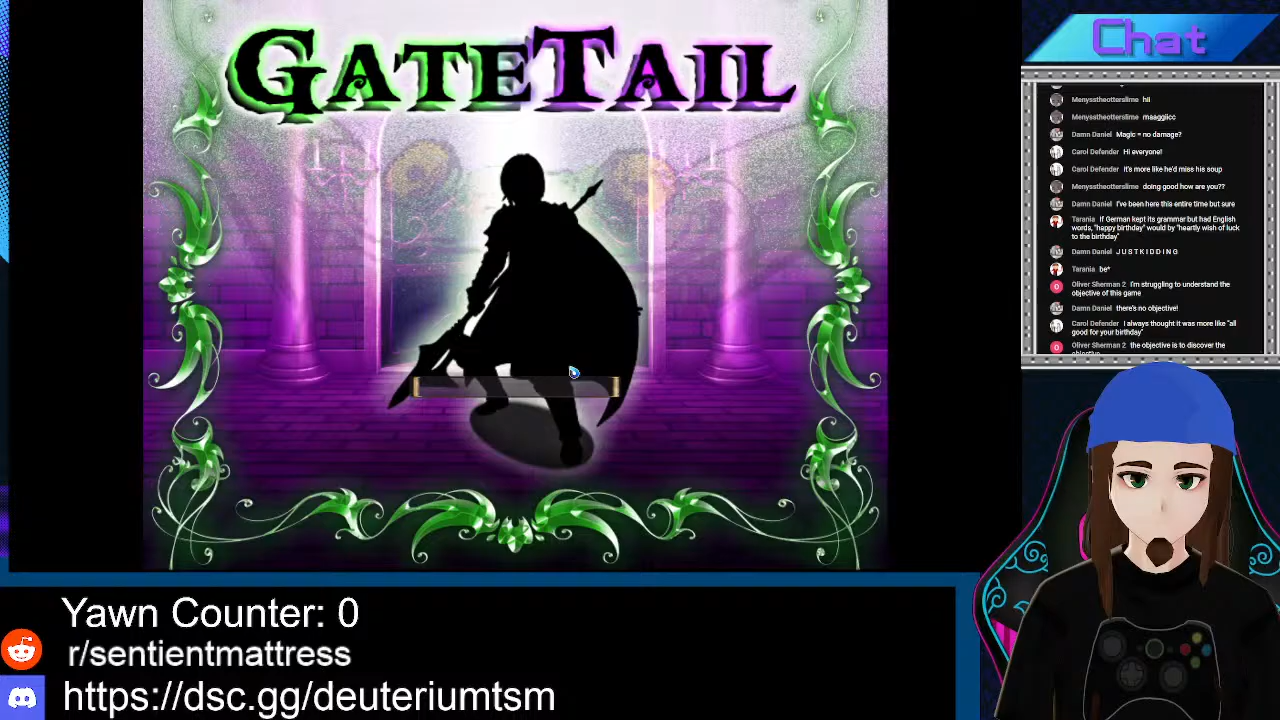 GATETAIL
Chat
Menysstheotterslime hii
Menysstheotterslime maaggiicc
Damn Daniel Magic = no damage?
Carol Defender Hi everyone!
Carol Defender it's more like he'd miss his soup
Menysstheotterslime doing good how are you??
Damn Daniel I've been here this entire time but sure
Tarania If German kept its grammar but had English
words, "happy birthday" would by "heartly wish of luck
to the birthday"
Damn Daniel J U S T K I D D I N G
Tarania be*
Oliver Sherman 2 I'm struggling to understand the
objective of this game
Damn Daniel there's no objective!
Carol Defender I always thought it was more like "all
good for your birthday"
Oliver Sherman 2 the objective is to discover the
Yawn Counter: 0
r/sentientmattress
https://dsc.gg/deuteriumtsm